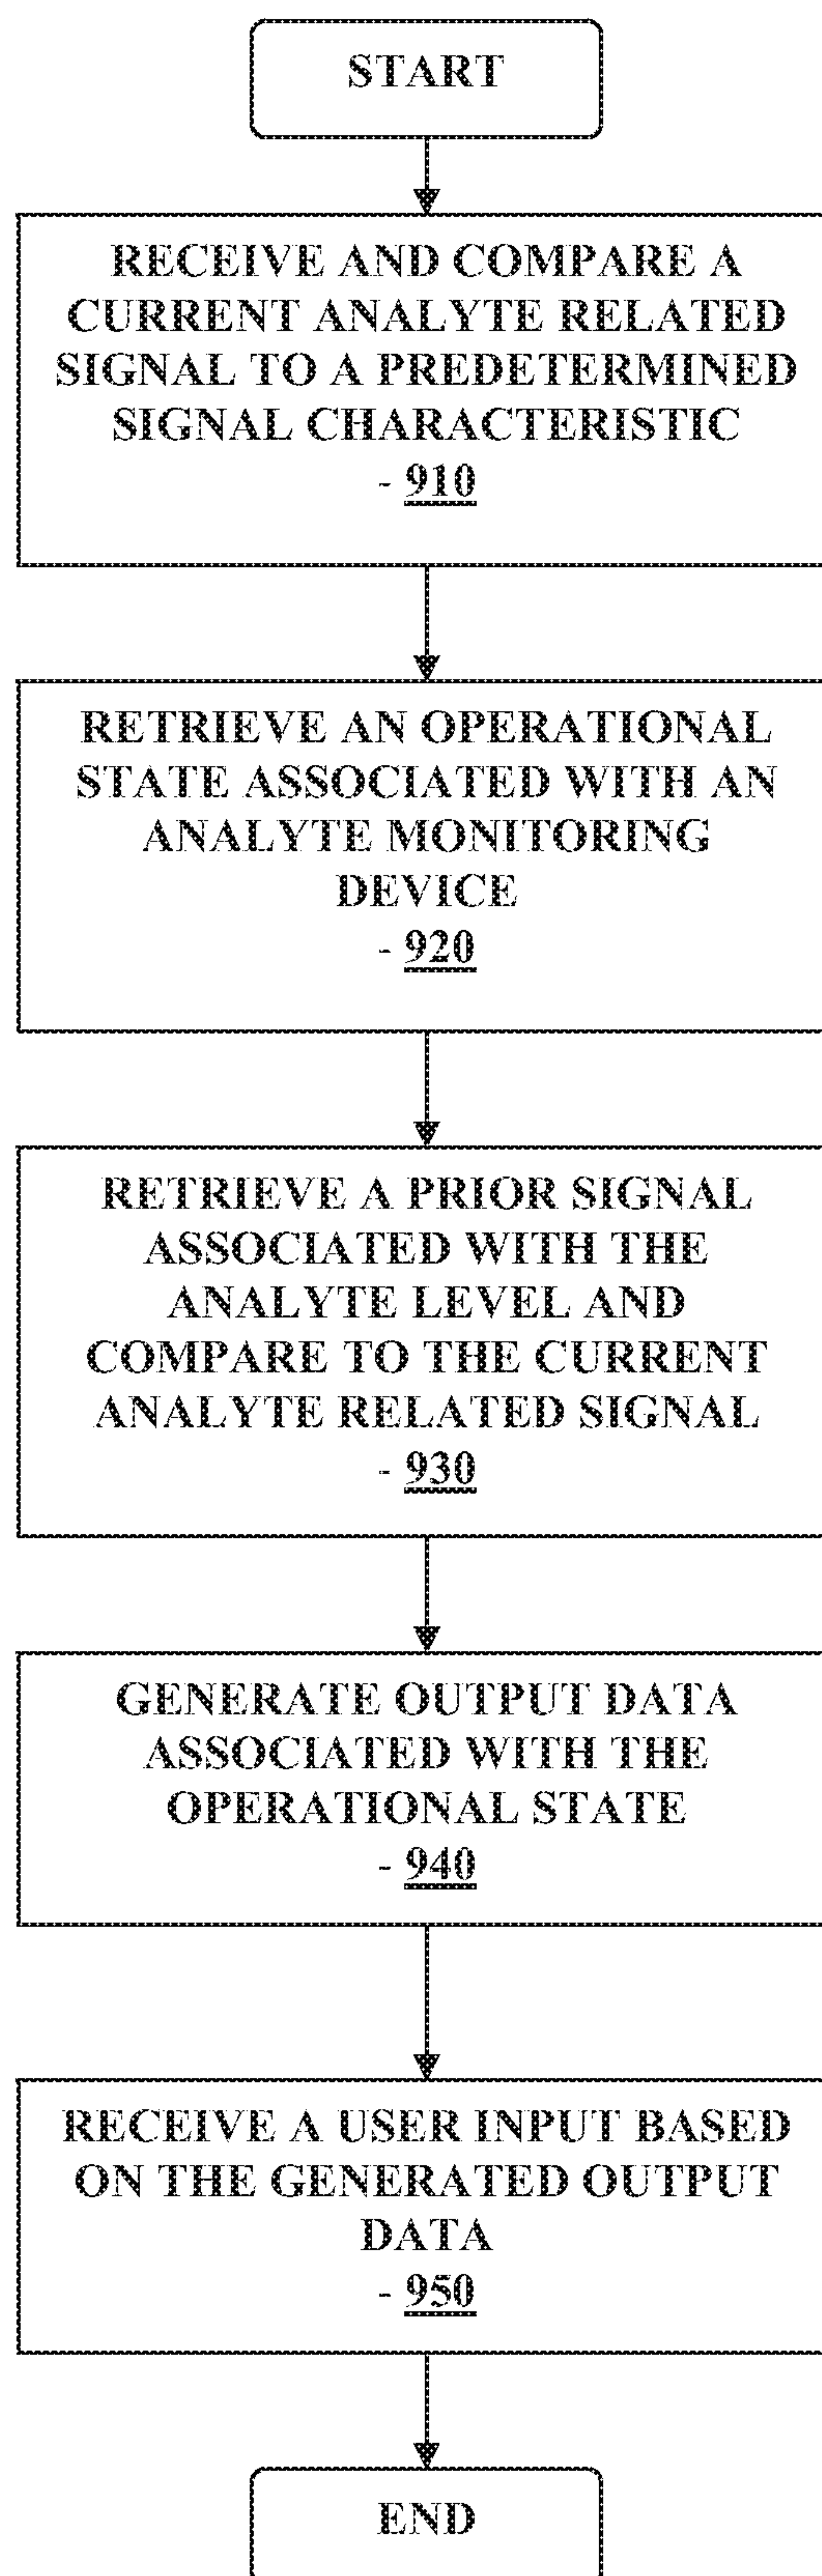 START
RECEIVE AND COMPARE A
CURRENT ANALYTE RELATED
SIGNAL TO A PREDETERMINED
SIGNAL CHARACTERISTIC
- 910
RETRIEVE AN OPERATIONAL
STATE ASSOCIATED WITH AN
ANALYTE MONITORING
DEVICE
- 920
RETRIEVE A PRIOR SIGNAL
ASSOCIATED WITH THE
ANALYTE LEVEL AND
COMPARE TO THE CURRENT
ANALYTE RELATED SIGNAL
- 930
GENERATE OUTPUT DATA
ASSOCIATED WITH THE
OPERATIONAL STATE
- 940
RECEIVE A USER INPUT BASED
ON THE GENERATED OUTPUT
DATA
- 950
END